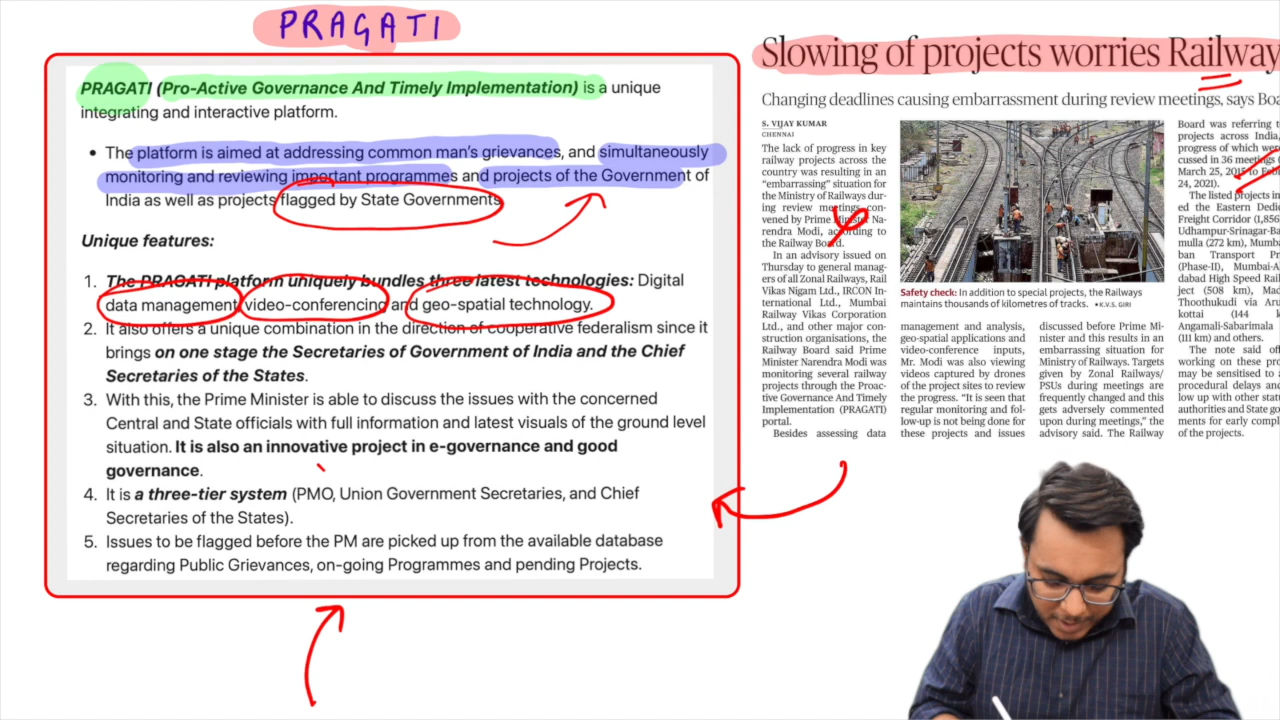 PRAGATI
PRAGATI (Pro-Active Governance And Timely Implementation) is a unique
integrating and interactive platform.
• The platform is aimed at addressing common man's grievances, and simultaneously
monitoring and reviewing important programmes and projects of the Government of
India as well as projects flagged by State Governments.
Unique features:
1. The PRAGATI platform uniquely bundles three latest technologies: Digital
data management, video-conferencing and geo-spatial technology.
2. It also offers a unique combination in the direction of cooperative federalism since it
brings on one stage the Secretaries of Government of India and the Chief
Secretaries of the States.
3. With this, the Prime Minister is able to discuss the issues with the concerned
Central and State officials with full information and latest visuals of the ground level
situation. It is also an innovative project in e-governance and good
governance.
4. It is a three-tier system (PMO, Union Government Secretaries, and Chief
Secretaries of the States).
5. Issues to be flagged before the PM are picked up from the available database
regarding Public Grievances, on-going Programmes and pending Projects.
Slowing of projects worries Railway
Changing deadlines causing embarrassment during review meetings, says
S. VIJAY KUMAR
CHENNAI
The lack of progress in key
railway projects across the
country was resulting in an
“embarrassing” situation for
the Ministry of Railways dur-
ing review meetings con-
vened by Prime Minister Na-
rendra Modi, according to
the Railway Board.
In an advisory issued on
Thursday to general manag-
ers of all Zonal Railways, Rail
Vikas Nigam Ltd., IRCON In-
ternational Ltd., Mumbai
Railway Vikas Corporation
Ltd., and other major con-
struction organisations, the
Railway Board said Prime
Minister Narendra Modi was
monitoring several railway
projects through the Proac-
tive Governance And Timely
Implementation (PRAGATI)
portal.
Besides assessing data
Safety check: In addition to special projects, the Railways
maintains thousands of kilometres of tracks. •K.V.S. GIRI
management and analysis,
geo-spatial applications and
video-conference inputs,
Mr. Modi was also viewing
videos captured by drones
of the project sites to review
the progress. “It is seen that
regular monitoring and fol-
low-up is not being done for
these projects and issues
discussed before Prime Mi-
nister and this results in an
embarrassing situation for
Ministry of Railways. Targets
given by Zonal Railways/
PSUs during meetings are
frequently changed and this
gets adversely commented
upon during meetings,” the
advisory said. The Railway
Board was referring
projects across India,
progress of which
cussed in 36 meetings
March 25, 2015 to
24, 2021).
The listed projects
ed the Eastern
Freight Corridor (1,856
Udhampur-Srinagar-
mulla (272 km),
ban Transport
(Phase-II), Mumbai-
dabad High Speed
ject (508 km),
Thoothukudi via
kottai (144
Angamali-Sabarimala
(111 km) and others.
The note said
working on these
may be sensitised to
procedural delays and
low up with other
authorities and State
ments for early
of the projects.